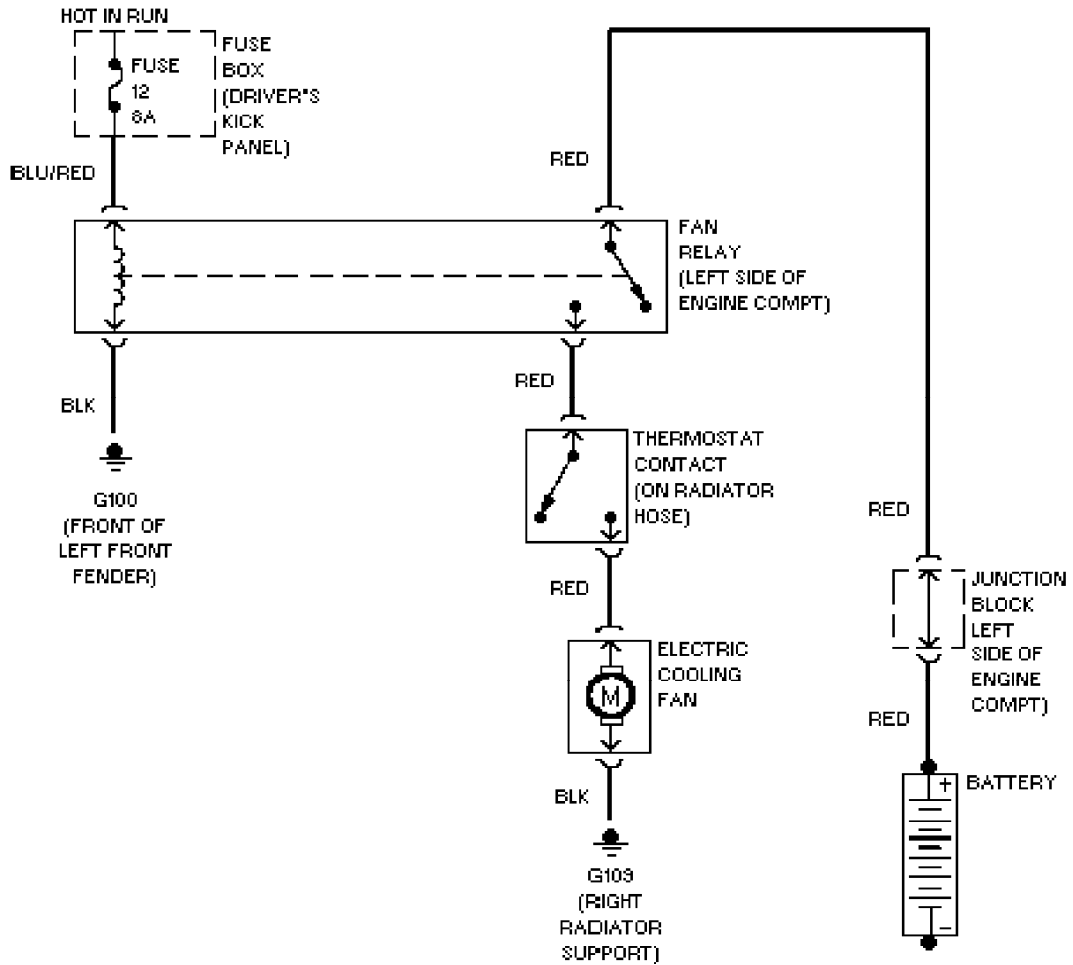 HOT IN RUN
FUSE
12
8A
FUSE
BOX
(DRIVER"S
KICK
PANEL)
BLU/RED
RED
FAN
RELAY
(LEFT SIDE OF
ENGINE COMPT)
RED
BLK
G100
(FRONT OF
LEFT FRONT
FENDER)
THERMOSTAT
CONTACT
(ON RADIATOR
HOSE)
RED
RED
JUNCTION
BLOCK
LEFT
SIDE OF
ENGINE
COMPT)
ELECTRIC
COOLING
FAN
M
RED
BLK
BATTERY
+
-
G109
(RIGHT
RADIATOR
SUPPORT)